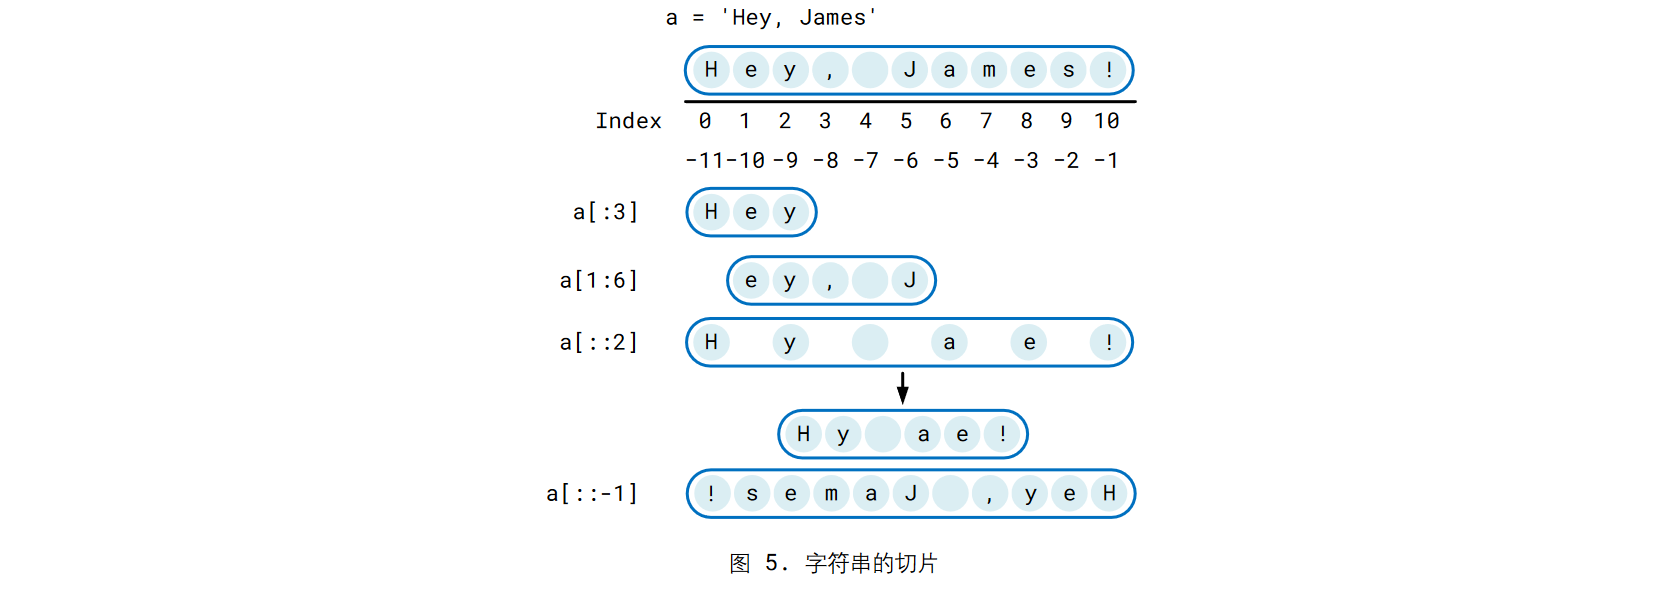 a = 'Hey, James'
H e y , J a m e s !
Index 0 1 2 3 4 5 6 7 8 9 10
-11 -10 -9 -8 -7 -6 -5 -4 -3 -2 -1
a[:3] H e y
a[1:6] e y , J
a[::2] H y a e !
H y a e !
a[::-1] ! s e m a J , y e H
图 5. 字符串的切片